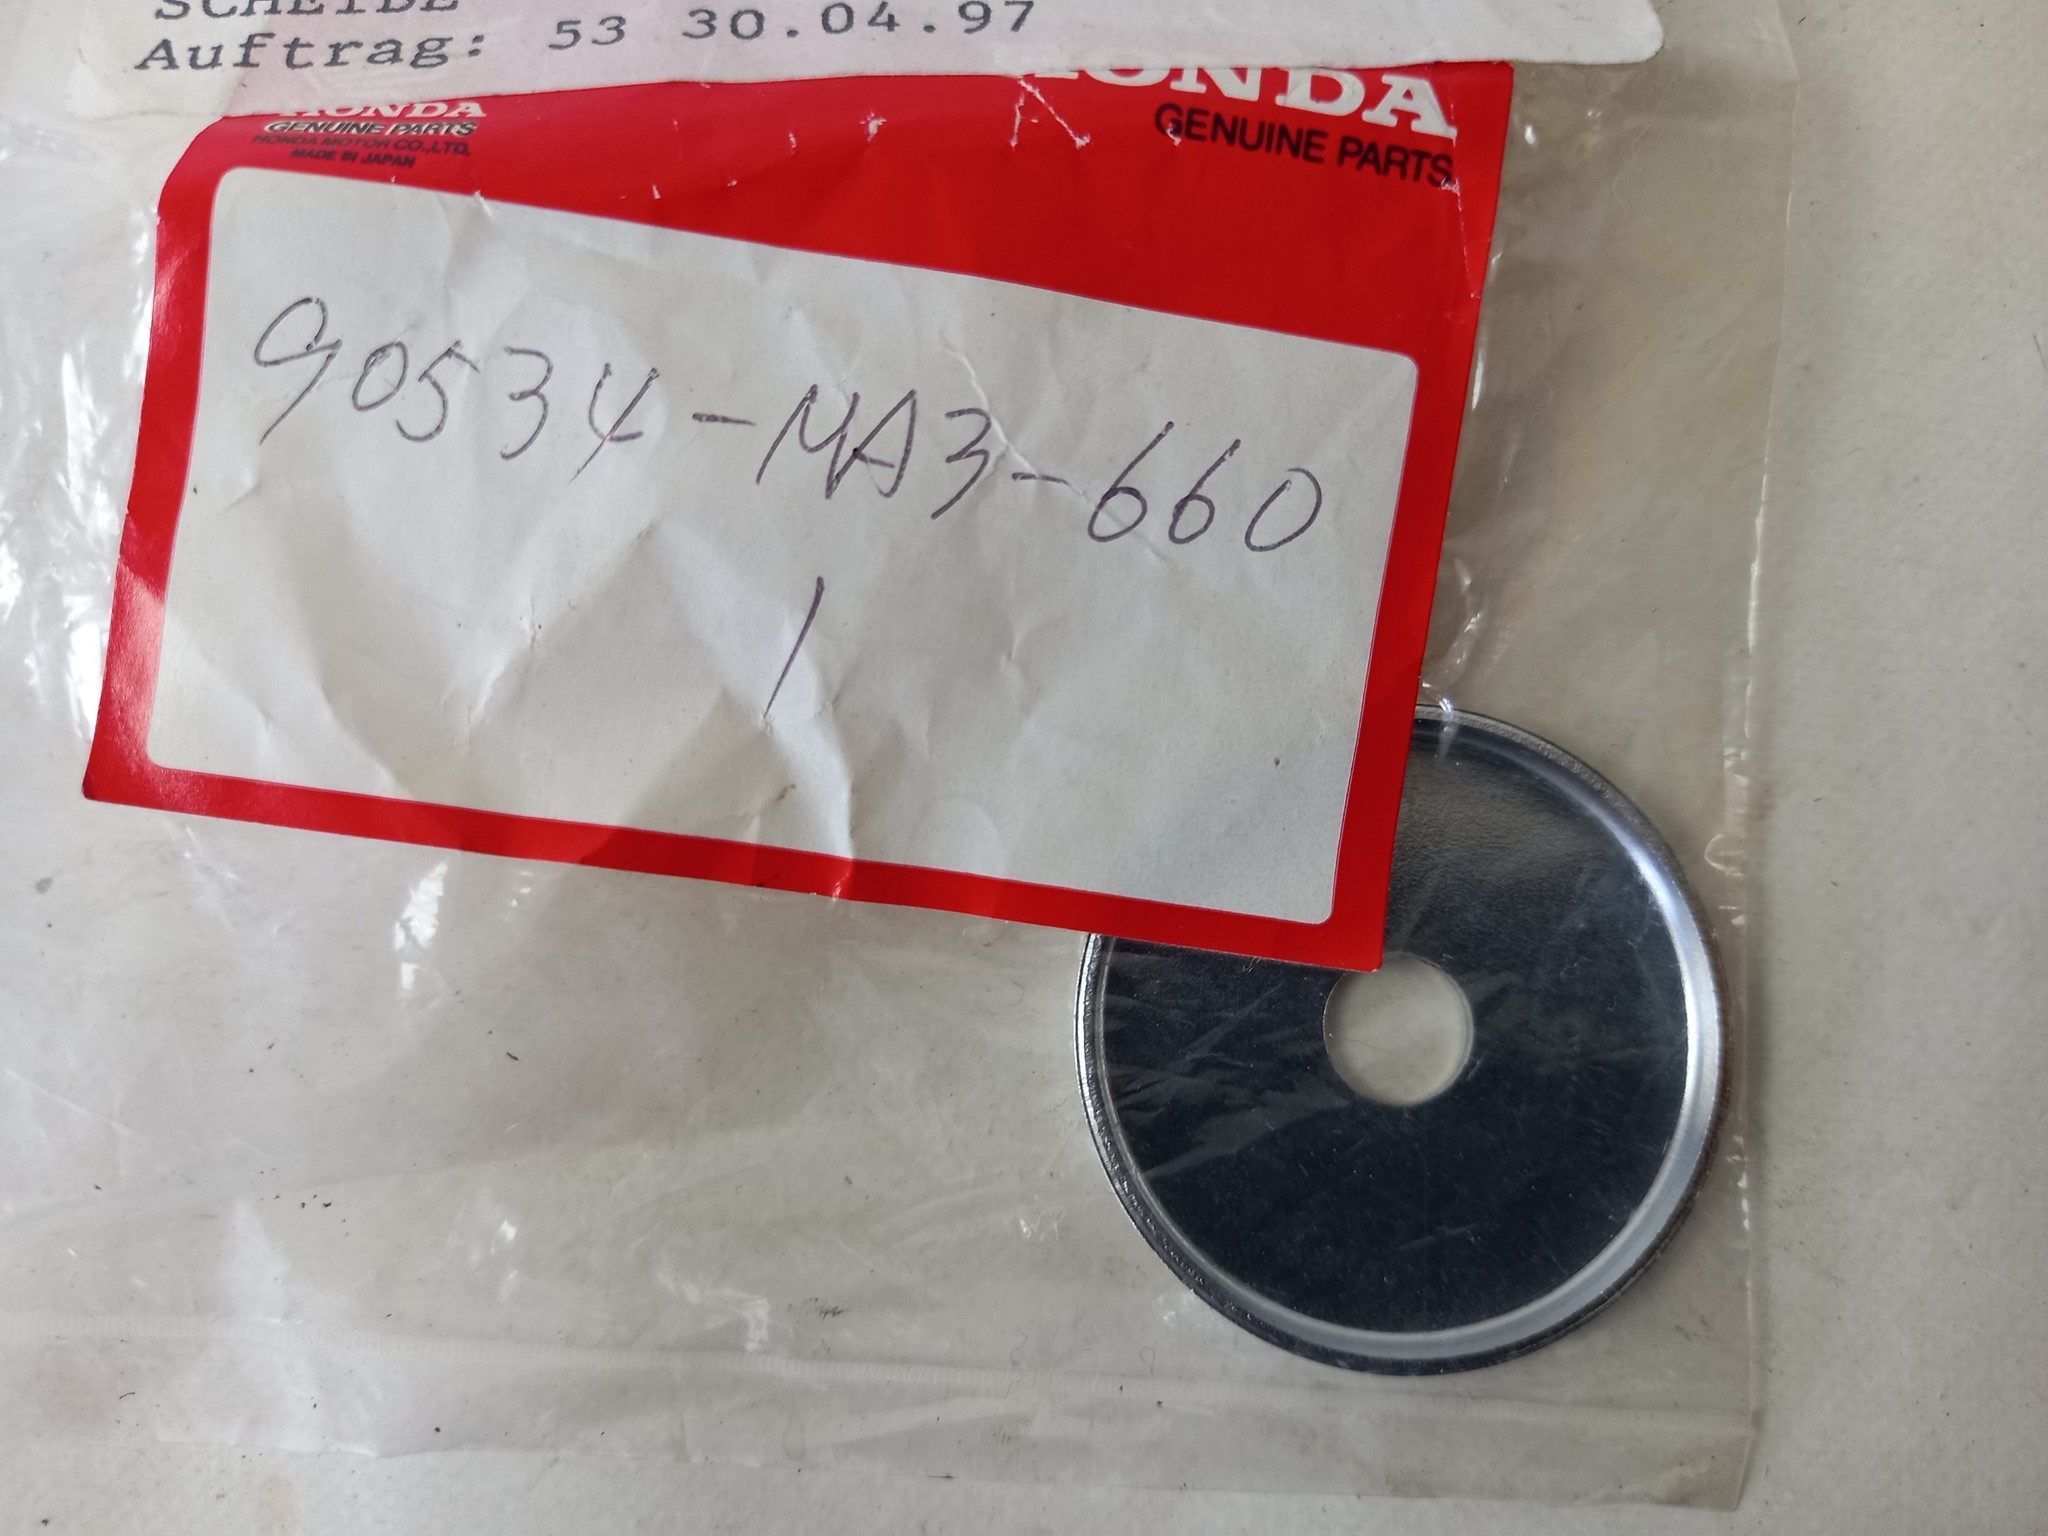 SCHEIBE
Auftrag: 53 30.04.97
HONDA
GENUINE PARTS
HONDA MOTOR CO.,LTD.
MADE IN JAPAN
HONDA
GENUINE PARTS
90534-MA3-660
1